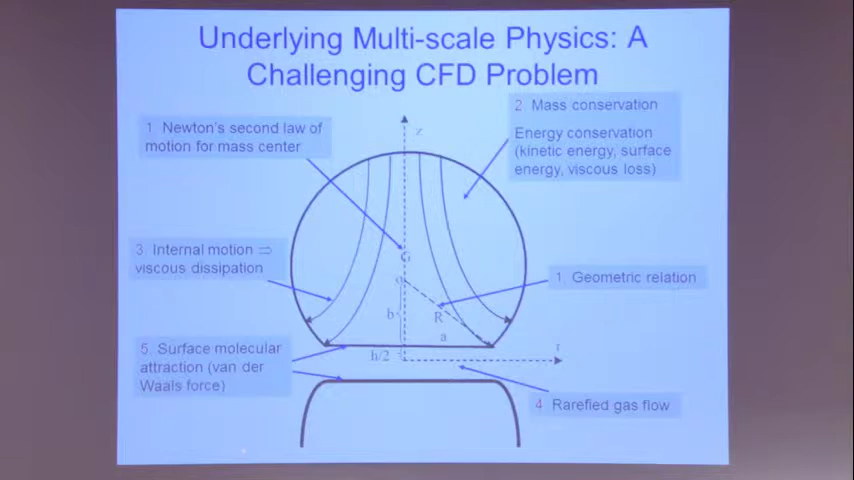 Underlying Multi-scale Physics: A
Challenging CFD Problem
1. Newton's second law of
motion for mass center
2. Mass conservation
Energy conservation
(kinetic energy, surface
energy, viscous loss)
z
G
3. Internal motion ⇒
viscous dissipation
1. Geometric relation
o
b
R
a
r
h/2
5. Surface molecular
attraction (van der
Waals force)
4. Rarefied gas flow